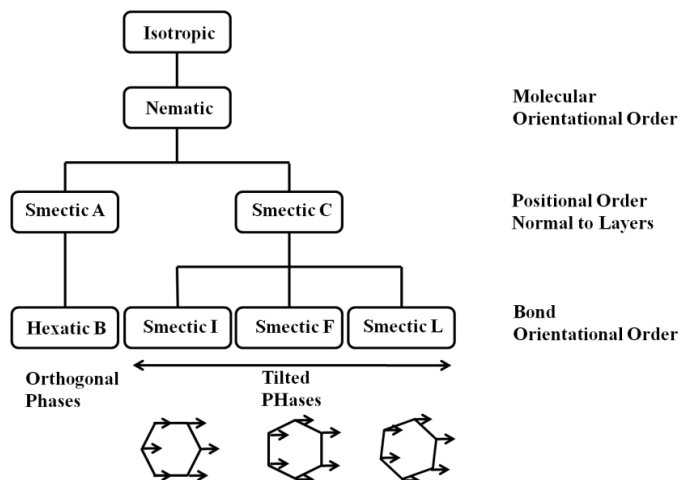 Isotropic
Nematic
Molecular
Orientational Order
Smectic A
Smectic C
Positional Order
Normal to Layers
Hexatic B
Smectic I
Smectic F
Smectic L
Bond
Orientational Order
Orthogonal
Phases
Tilted
PHases